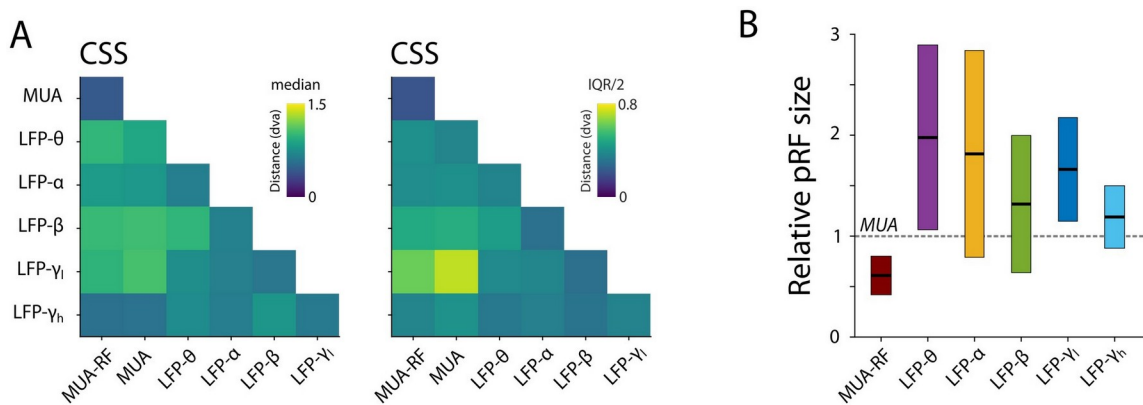 A
CSS
median
1.5
Distance (dva)
0
MUA
LFP-θ
LFP-α
LFP-β
LFP-γl
LFP-γh
MUA-RF
MUA
LFP-θ
LFP-α
LFP-β
LFP-γl
CSS
IQR/2
0.8
Distance (dva)
0
MUA-RF
MUA
LFP-θ
LFP-α
LFP-β
LFP-γl
B
Relative pRF size
3
2
1
0
MUA
MUA-RF
LFP-θ
LFP-α
LFP-β
LFP-γl
LFP-γh